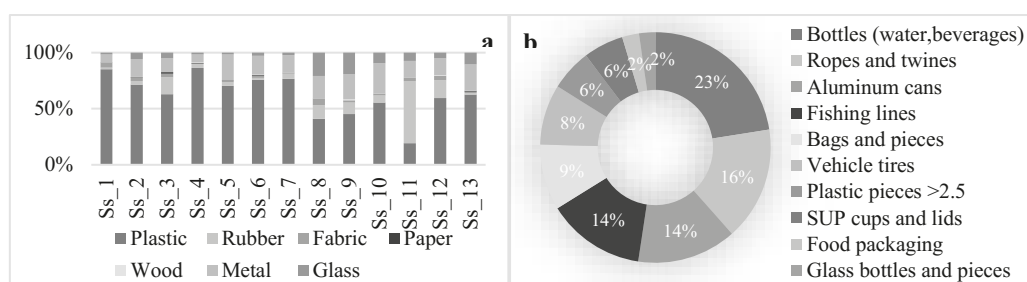 a
100%
50%
0%
Ss_1
Ss_2
Ss_3
Ss_4
Ss_5
Ss_6
Ss_7
Ss_8
Ss_9
Ss_10
Ss_11
Ss_12
Ss_13
Plastic Rubber Fabric Paper
Wood Metal Glass
b
23%
16%
14%
14%
9%
8%
6%
6%
2%
2%
Bottles (water,beverages)
Ropes and twines
Aluminum cans
Fishing lines
Bags and pieces
Vehicle tires
Plastic pieces >2.5
SUP cups and lids
Food packaging
Glass bottles and pieces